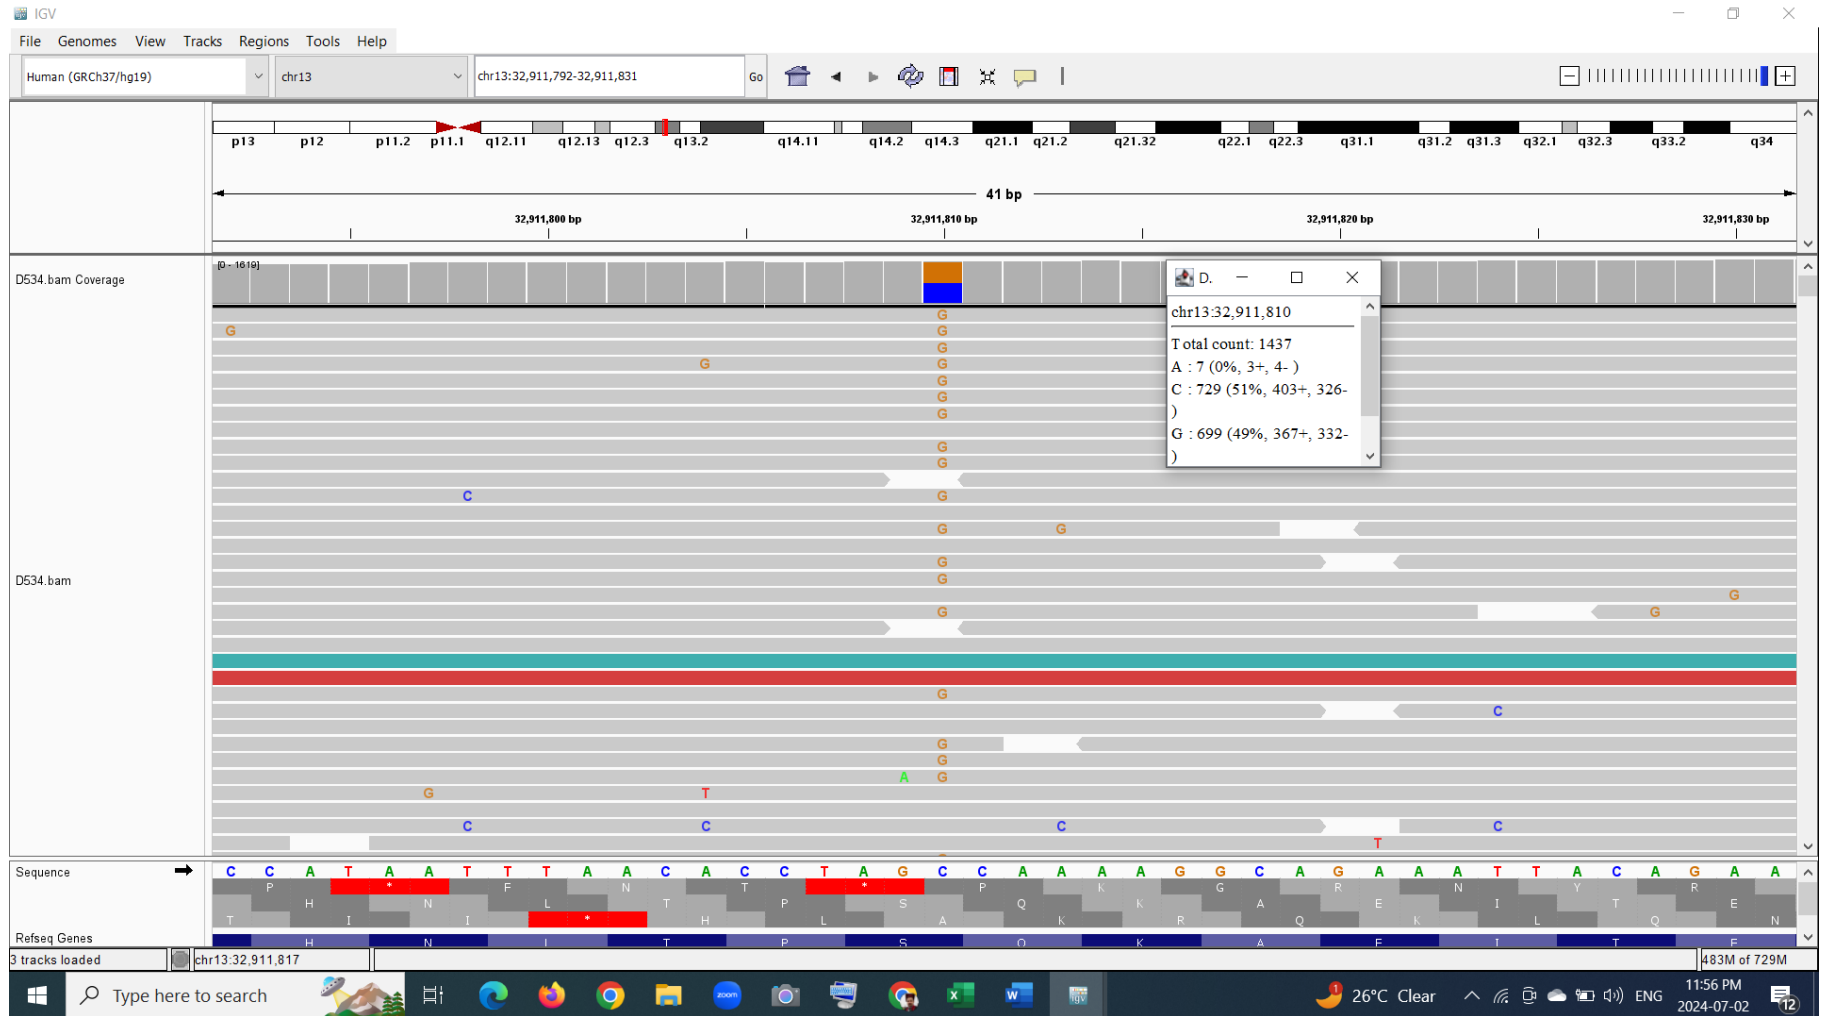 IGV
File Genomes View Tracks Regions Tools Help
Human (GRCh37/hg19) chr13 chr13:32,911,792-32,911,831 Go
p13 p12 p11.2 p11.1 q12.11 q12.13 q12.3 q13.2 q14.11 q14.2 q14.3 q21.1 q21.2 q21.32 q22.1 q22.3 q31.1 q31.2 q31.3 q32.1 q32.3 q33.2 q34
41 bp
32,911,800 bp 32,911,810 bp 32,911,820 bp 32,911,830 bp
D534.bam Coverage
[0 - 1619]
D.
chr13:32,911,810
Total count: 1437
A : 7 (0%, 3+, 4- )
C : 729 (51%, 403+, 326-
)
G : 699 (49%, 367+, 332-
)
G
G G
G
G G
G
G
G
G
G
C G
G G
G
D534.bam
G
G
G G
G
C
G
G
A G
G T
C C C C
T
Sequence C C A T A A T T T A A C A C C T A G C C A A A A G G C A G A A A T T A C A G A A
P * F N T * P K G R N Y R
H N L T P S Q K A E I T E
T I I * H L A K R Q K L Q N
Refseq Genes
H N L T P S Q K A E I T E
3 tracks loaded chr13:32,911,817 483M of 729M
Type here to search zoom 1 26°C Clear ENG 11:56 PM
2024-07-02 12